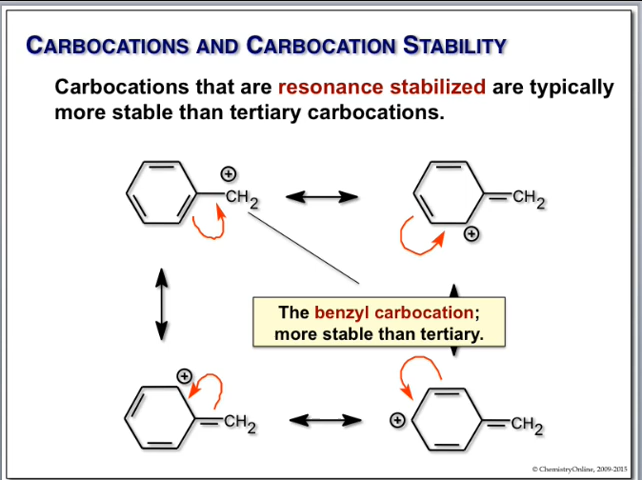 CARBOCATIONS AND CARBOCATION STABILITY
Carbocations that are resonance stabilized are typically
more stable than tertiary carbocations.
⊕
CH2
CH2
⊕
The benzyl carbocation;
more stable than tertiary.
⊕
CH2
⊕
CH2
© ChemistryOnline, 2009-2015